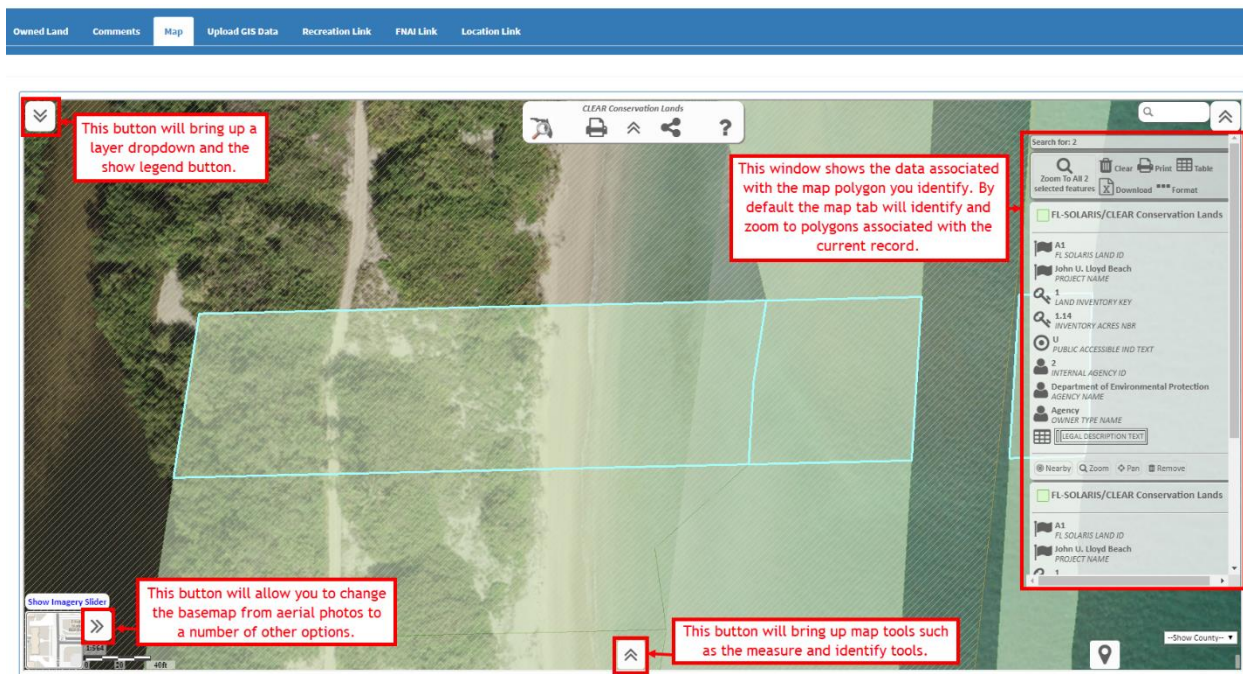 Owned Land Comments Map Upload GIS Data Recreation Link FNAI Link Location Link
This button will bring up a
layer dropdown and the
show legend button.
CLEAR Conservation Lands
?
This window shows the data associated
with the map polygon you identify. By
default the map tab will identify and
zoom to polygons associated with the
current record.
Search for: 2
Zoom To All 2
selected features
Clear Print Table
X Download Format
FL-SOLARIS/CLEAR Conservation Lands
A1
FL SOLARIS LAND ID
John U. Lloyd Beach
PROJECT NAME
1
LAND INVENTORY KEY
1.14
INVENTORY ACRES NBR
U
PUBLIC ACCESSIBLE IND TEXT
2
INTERNAL AGENCY ID
Department of Environmental Protection
AGENCY NAME
Agency
OWNER TYPE NAME
LEGAL DESCRIPTION TEXT
Nearby Zoom Pan Remove
FL-SOLARIS/CLEAR Conservation Lands
A1
FL SOLARIS LAND ID
John U. Lloyd Beach
PROJECT NAME
1
Show Imagery Slider
This button will allow you to change
the basemap from aerial photos to
a number of other options.
1:564
0 20 40ft
This button will bring up map tools such
as the measure and identify tools.
--Show County--